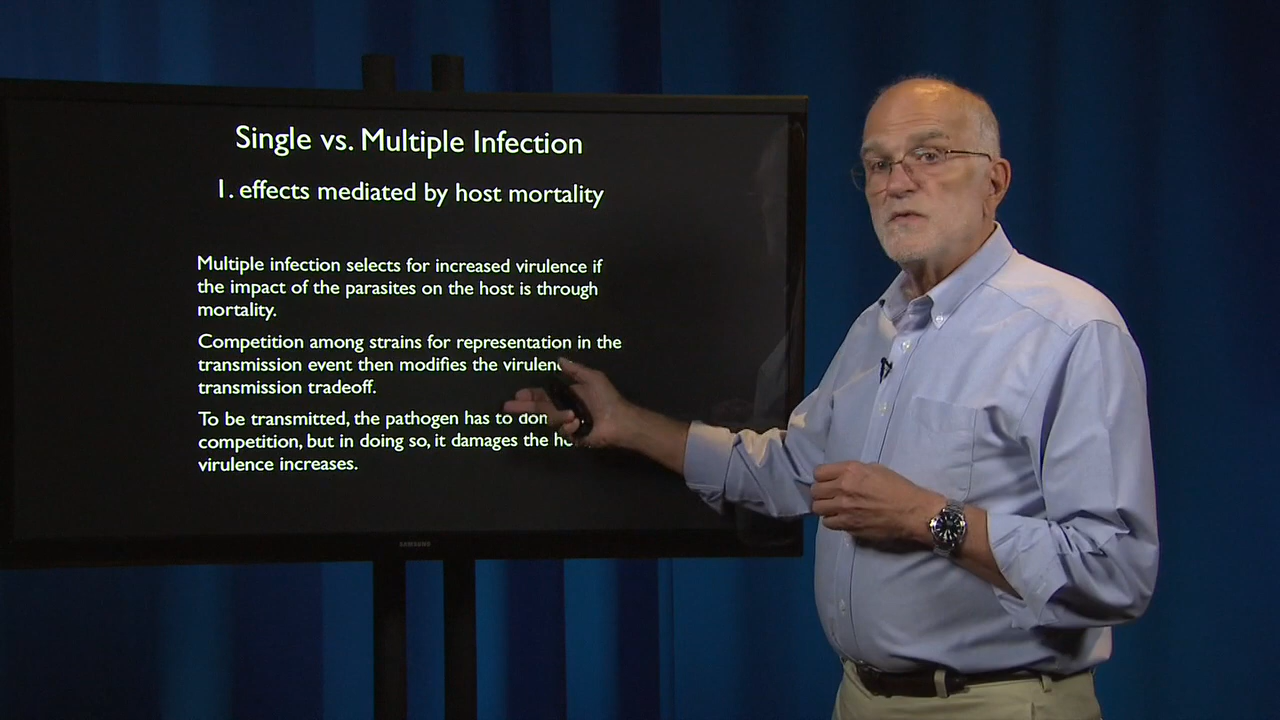 Single vs. Multiple Infection
1. effects mediated by host mortality
Multiple infection selects for increased virulence if
the impact of the parasites on the host is through
mortality.
Competition among strains for representation in the
transmission event then modifies the
transmission tradeoff.
To be transmitted, the pathogen has to
competition, but in doing so, it damages the
virulence increases.
SAMSUNG